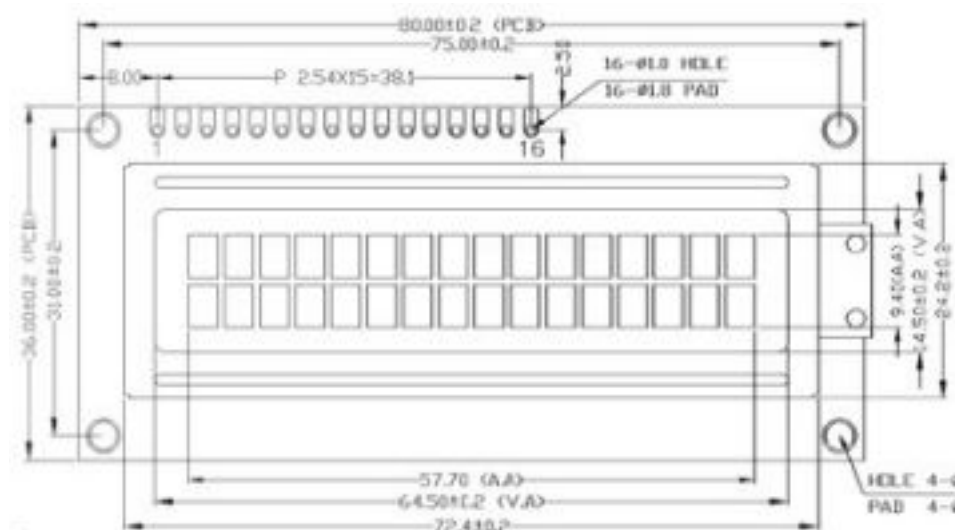 80.00±0.2 (PCB)
75.00±0.2
8.00
P 2.54X15=38.1
2.50
16-ø1.0 HOLE
16-ø1.8 PAD
1
16
36.00±0.2 (PCB)
31.00±0.2
9.40(A.A)
14.50±0.2 (V.A)
24.2±0.2
57.70 (A.A)
64.50±0.2 (V.A)
72.4±0.2
HOLE 4-ø
PAD 4-ø